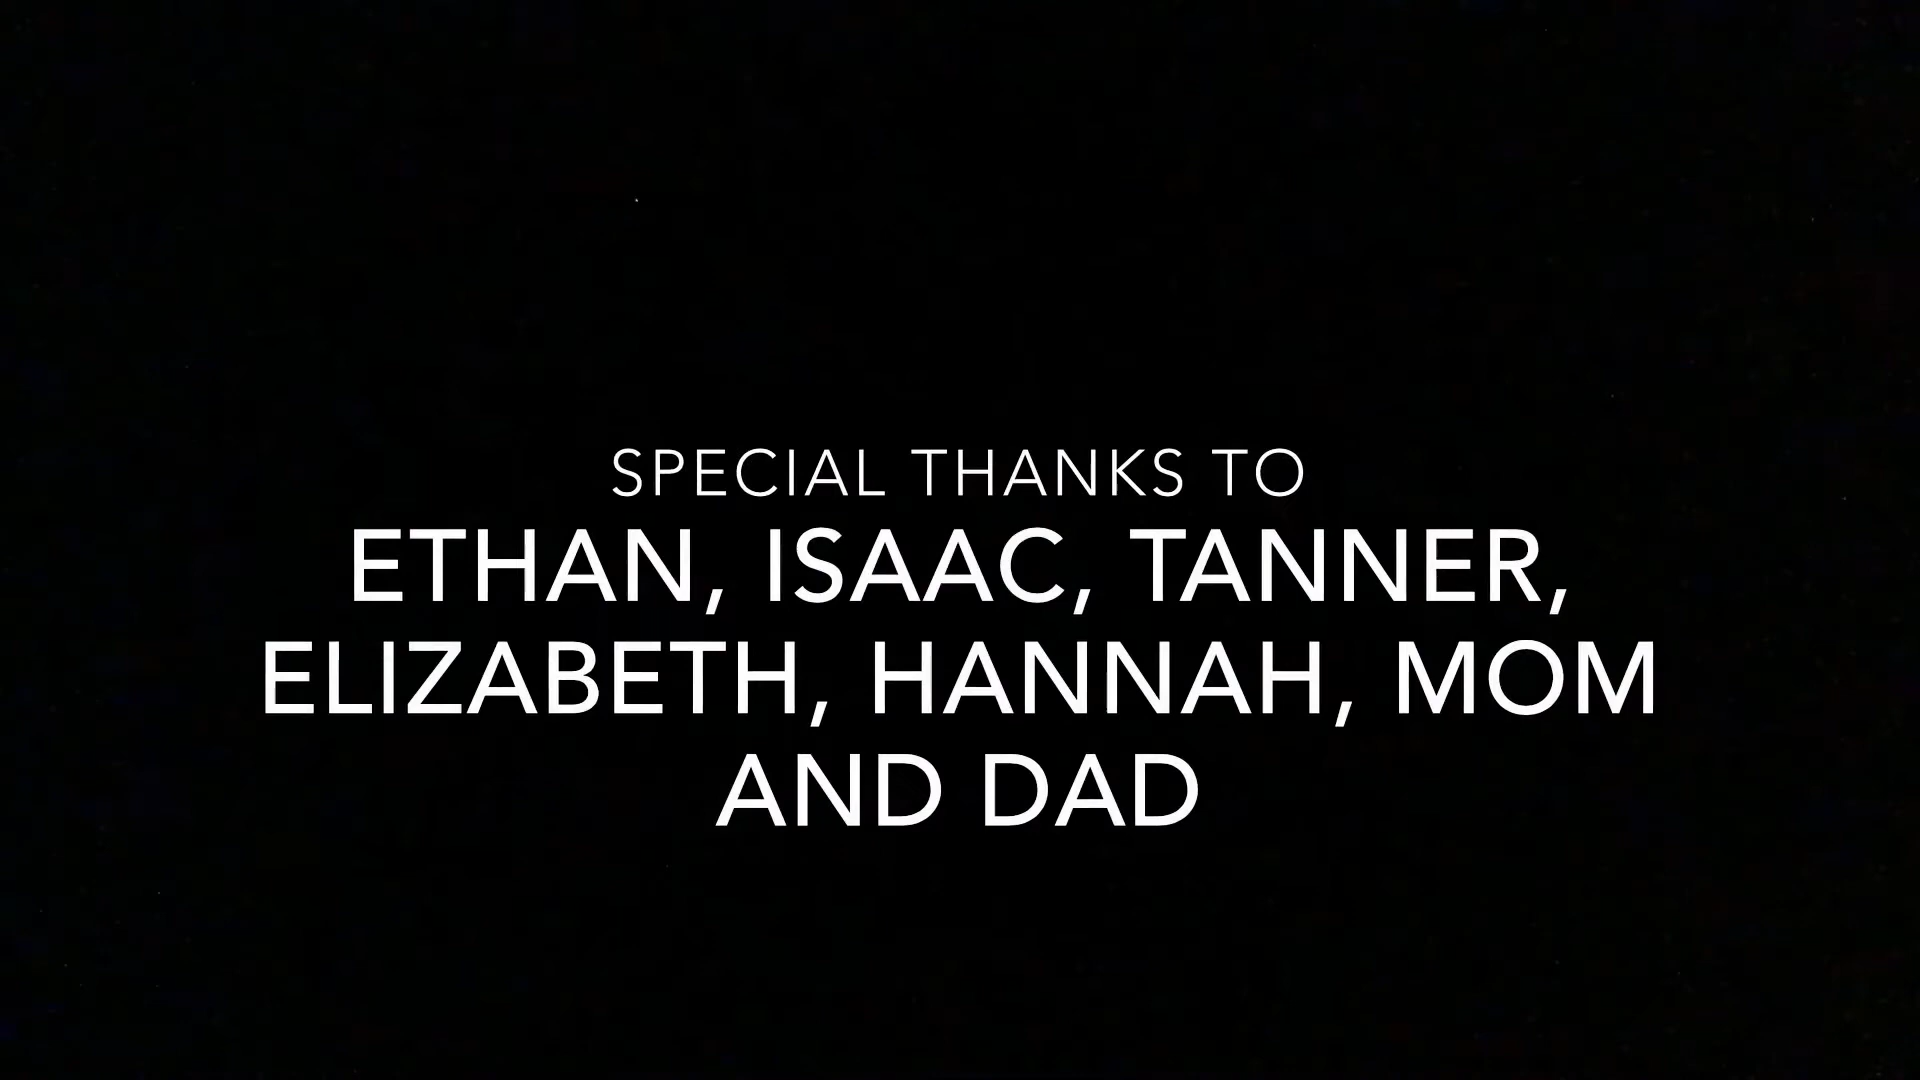 SPECIAL THANKS TO
ETHAN, ISAAC, TANNER,
ELIZABETH, HANNAH, MOM
AND DAD